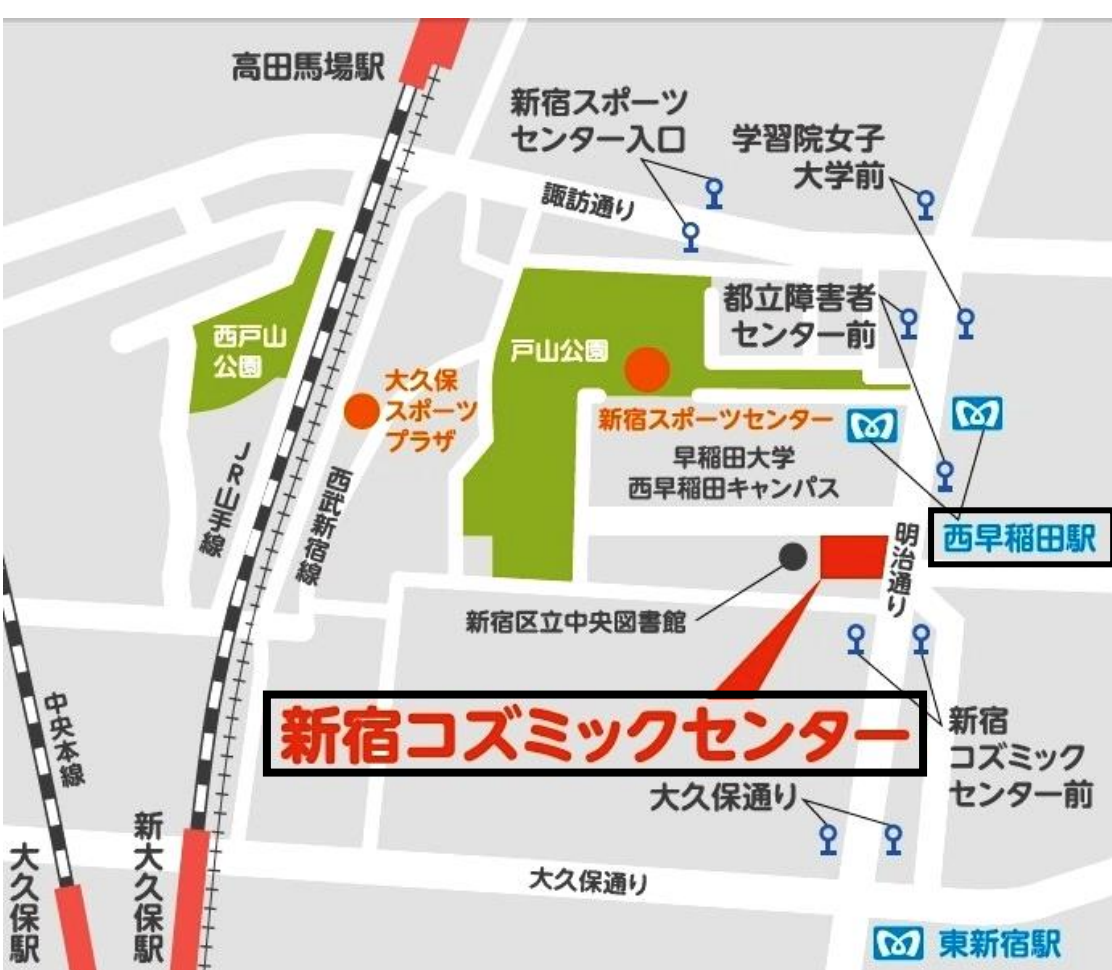 高田馬場駅
新宿スポーツ
センター入口
学習院女子
大学前
諏訪通り
都立障害者
センター前
西戸山
公園
戸山公園
大久保
スポーツ
プラザ
新宿スポーツセンター
早稲田大学
西早稲田キャンパス
JR山手線
西武新宿線
西早稲田駅
明治通り
新宿区立中央図書館
新宿コズミックセンター
中央本線
新宿
コズミック
センター前
大久保通り
新大久保駅
大久保駅
大久保通り
東新宿駅